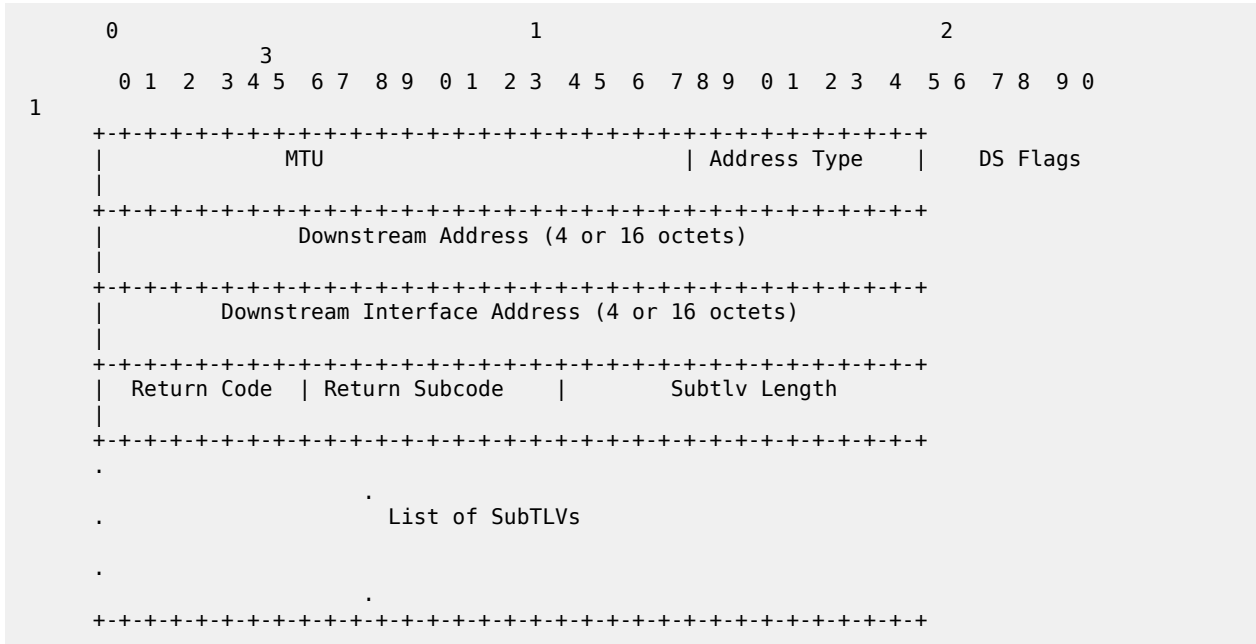 0 1 2
3
0 1 2 3 4 5 6 7 8 9 0 1 2 3 4 5 6 7 8 9 0 1 2 3 4 5 6 7 8 9 0
1
+-+-+-+-+-+-+-+-+-+-+-+-+-+-+-+-+-+-+-+-+-+-+-+-+-+-+-+-+-+-+-+-+
| MTU | Address Type | DS Flags
|
+-+-+-+-+-+-+-+-+-+-+-+-+-+-+-+-+-+-+-+-+-+-+-+-+-+-+-+-+-+-+-+-+
| Downstream Address (4 or 16 octets)
|
+-+-+-+-+-+-+-+-+-+-+-+-+-+-+-+-+-+-+-+-+-+-+-+-+-+-+-+-+-+-+-+-+
| Downstream Interface Address (4 or 16 octets)
|
+-+-+-+-+-+-+-+-+-+-+-+-+-+-+-+-+-+-+-+-+-+-+-+-+-+-+-+-+-+-+-+-+
| Return Code | Return Subcode | Subtlv Length
|
+-+-+-+-+-+-+-+-+-+-+-+-+-+-+-+-+-+-+-+-+-+-+-+-+-+-+-+-+-+-+-+-+
.
.
. List of SubTLVs
.
.
+-+-+-+-+-+-+-+-+-+-+-+-+-+-+-+-+-+-+-+-+-+-+-+-+-+-+-+-+-+-+-+-+